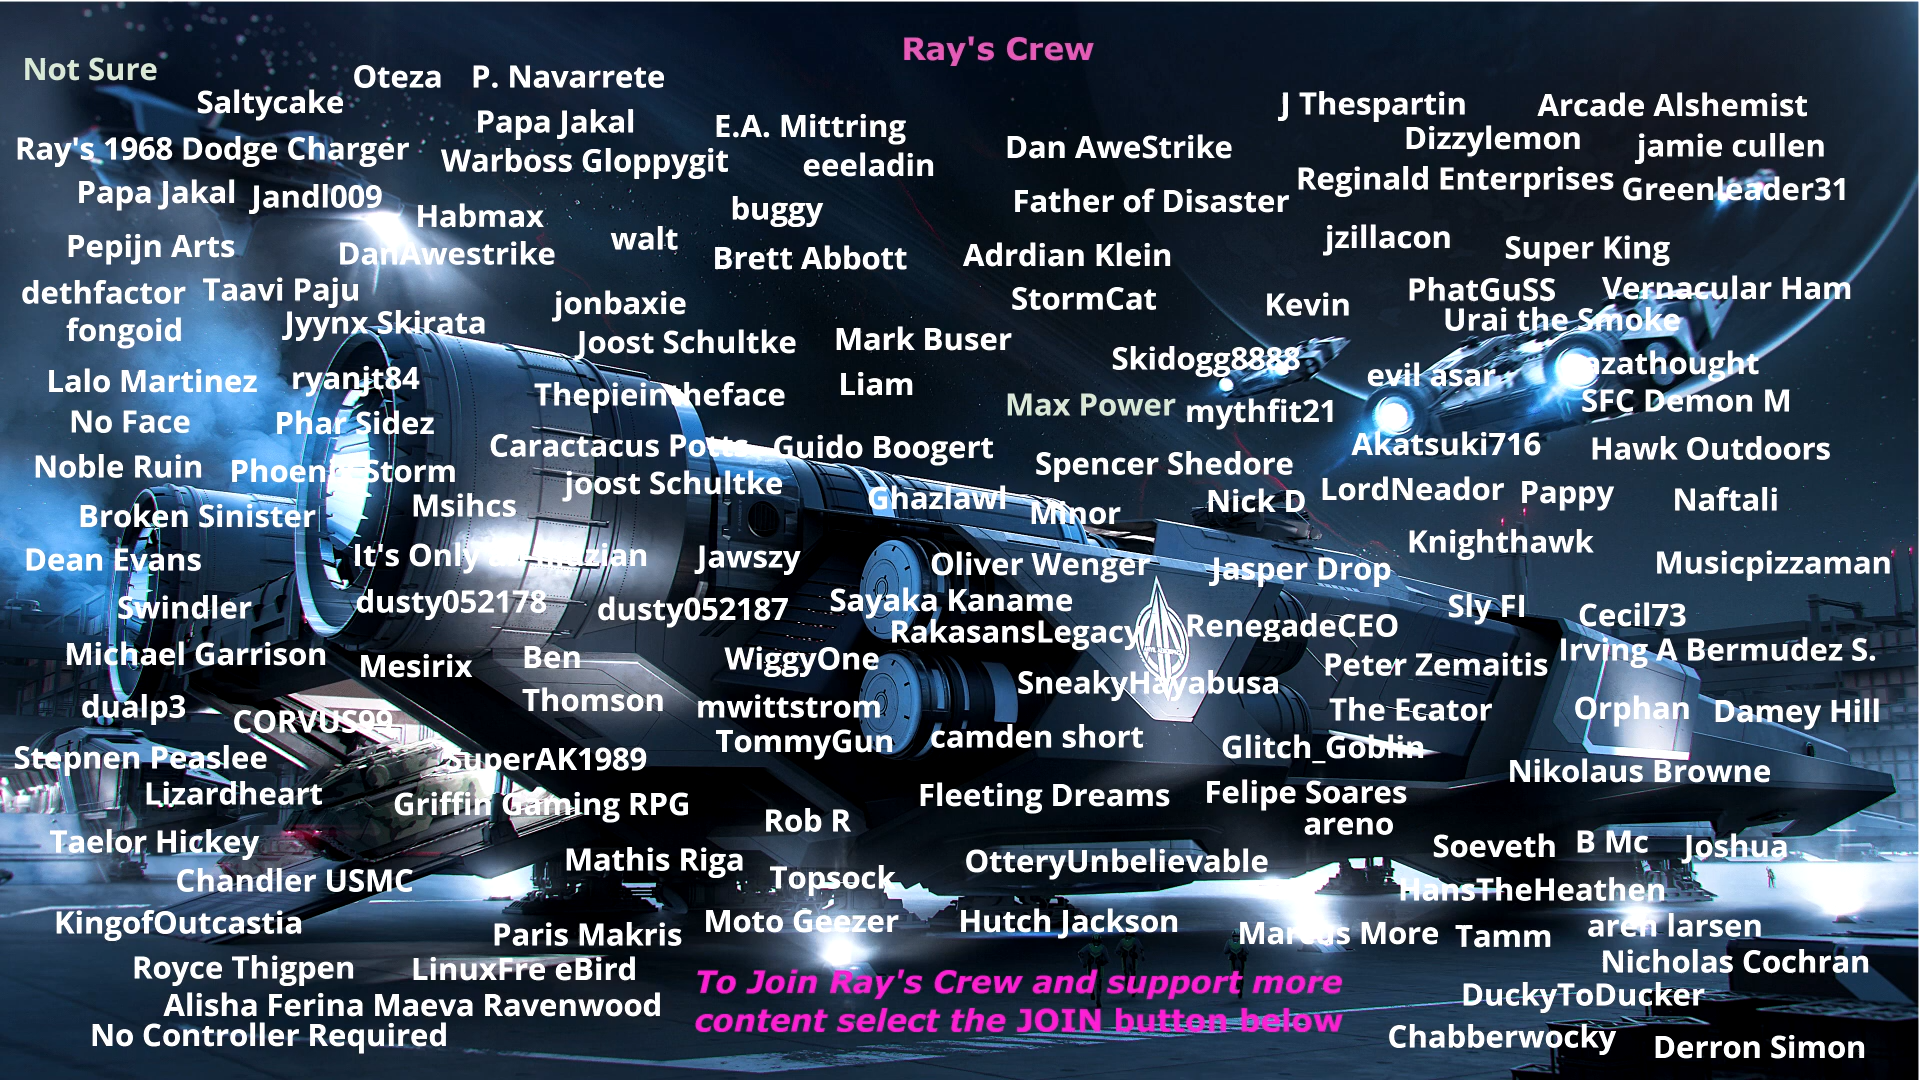 Ray's Crew
Not Sure
Oteza
P. Navarrete
Saltycake
J Thespartin
Arcade Alshemist
Papa Jakal
E.A. Mittring
Dizzylemon
jamie cullen
Ray's 1968 Dodge Charger
Warboss Gloppygit
eeeladin
Dan AweStrike
Reginald Enterprises
Greenleader31
Papa Jakal
Jandl009
Habmax
buggy
Father of Disaster
Pepijn Arts
DanAwestrike
walt
Brett Abbott
Adrdian Klein
jzillacon
Super King
dethfactor
Taavi Paju
jonbaxie
StormCat
Kevin
PhatGuSS
Vernacular Ham
fongoid
Jyynx Skirata
Joost Schultke
Mark Buser
Urai the Smoke
Skidogg8888
evil asar
azathought
Lalo Martinez
ryanjt84
Thepieintheface
Liam
Max Power
mythfit21
SFC Demon M
No Face
Phar Sidez
Caractacus Potts
Guido Boogert
Akatsuki716
Hawk Outdoors
Noble Ruin
Phoenix Storm
joost Schultke
Spencer Shedore
LordNeador
Pappy
Naftali
Broken Sinister
Msihcs
Ghazlawl
Minor
Nick D
Knighthawk
Dean Evans
It's Only
Jawszy
Oliver Wenger
Jasper Drop
Musicpizzaman
Swindler
dusty052178
dusty052187
Sayaka Kaname
Sly FI
Cecil73
RakasansLegacy
RenegadeCEO
Michael Garrison
Mesirix
Ben
WiggyOne
Peter Zemaitis
Irving A Bermudez S.
SneakyHayabusa
dualp3
CORVUS99
Thomson
mwittstrom
The Ecator
Orphan
Damey Hill
TommyGun
camden short
Glitch_Goblin
Stepnen Peaslee
SuperAK1989
Nikolaus Browne
Lizardheart
Griffin Gaming RPG
Fleeting Dreams
Felipe Soares
Rob R
areno
Taelor Hickey
Mathis Riga
OtteryUnbelievable
Soeveth
B Mc
Joshua
Chandler USMC
Topsock
HansTheHeathen
KingofOutcastia
Paris Makris
Moto Geezer
Hutch Jackson
Marcus More
Tamm
aren larsen
Royce Thigpen
LinuxFre eBird
Nicholas Cochran
To Join Ray's Crew and support more
content select the JOIN button below
Alisha Ferina Maeva Ravenwood
DuckyToDucker
No Controller Required
Chabberwocky
Derron Simon